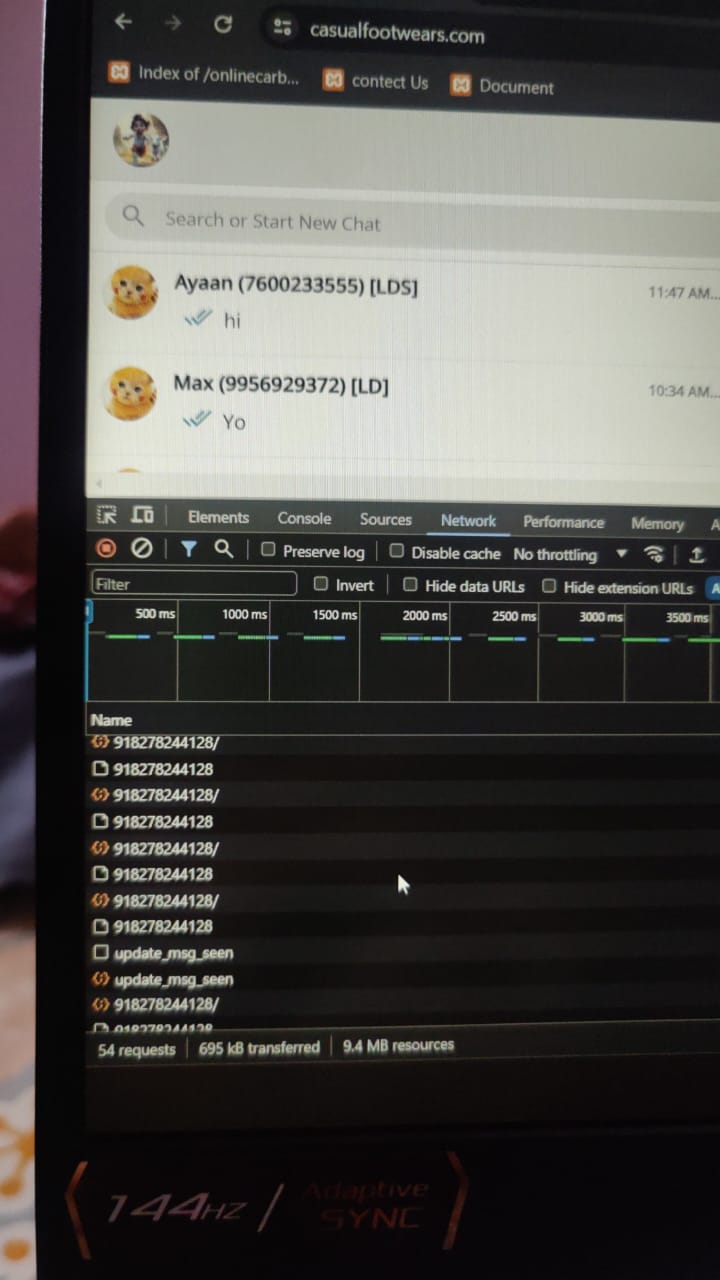 casualfootwears.com
Index of /onlinecarb... contect Us Document
Search or Start New Chat
Ayaan (7600233555) [LDS] 11:47 AM...
hi
Max (9956929372) [LD] 10:34 AM...
Yo
Elements Console Sources Network Performance Memory A
Preserve log Disable cache No throttling
Filter Invert Hide data URLs Hide extension URLs A
500 ms 1000 ms 1500 ms 2000 ms 2500 ms 3000 ms 3500 ms
Name
918278244128/
918278244128
918278244128/
918278244128
918278244128/
918278244128
918278244128/
918278244128
update_msg_seen
update_msg_seen
918278244128/
918278244128
54 requests 695 kB transferred 9.4 MB resources
144HZ / Adaptive SYNC